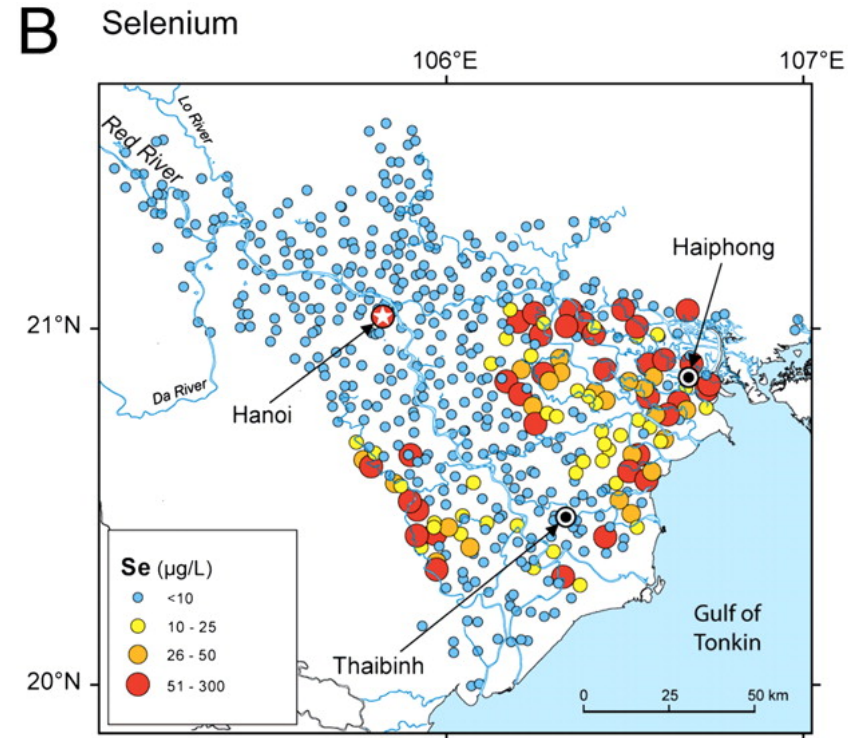 B Selenium
106°E 107°E
Lo River
Red River
Haiphong
21°N
Da River
Hanoi
Se (µg/L)
<10
10 - 25
26 - 50
51 - 300
Gulf of
Tonkin
Thaibinh
20°N
0 25 50 km